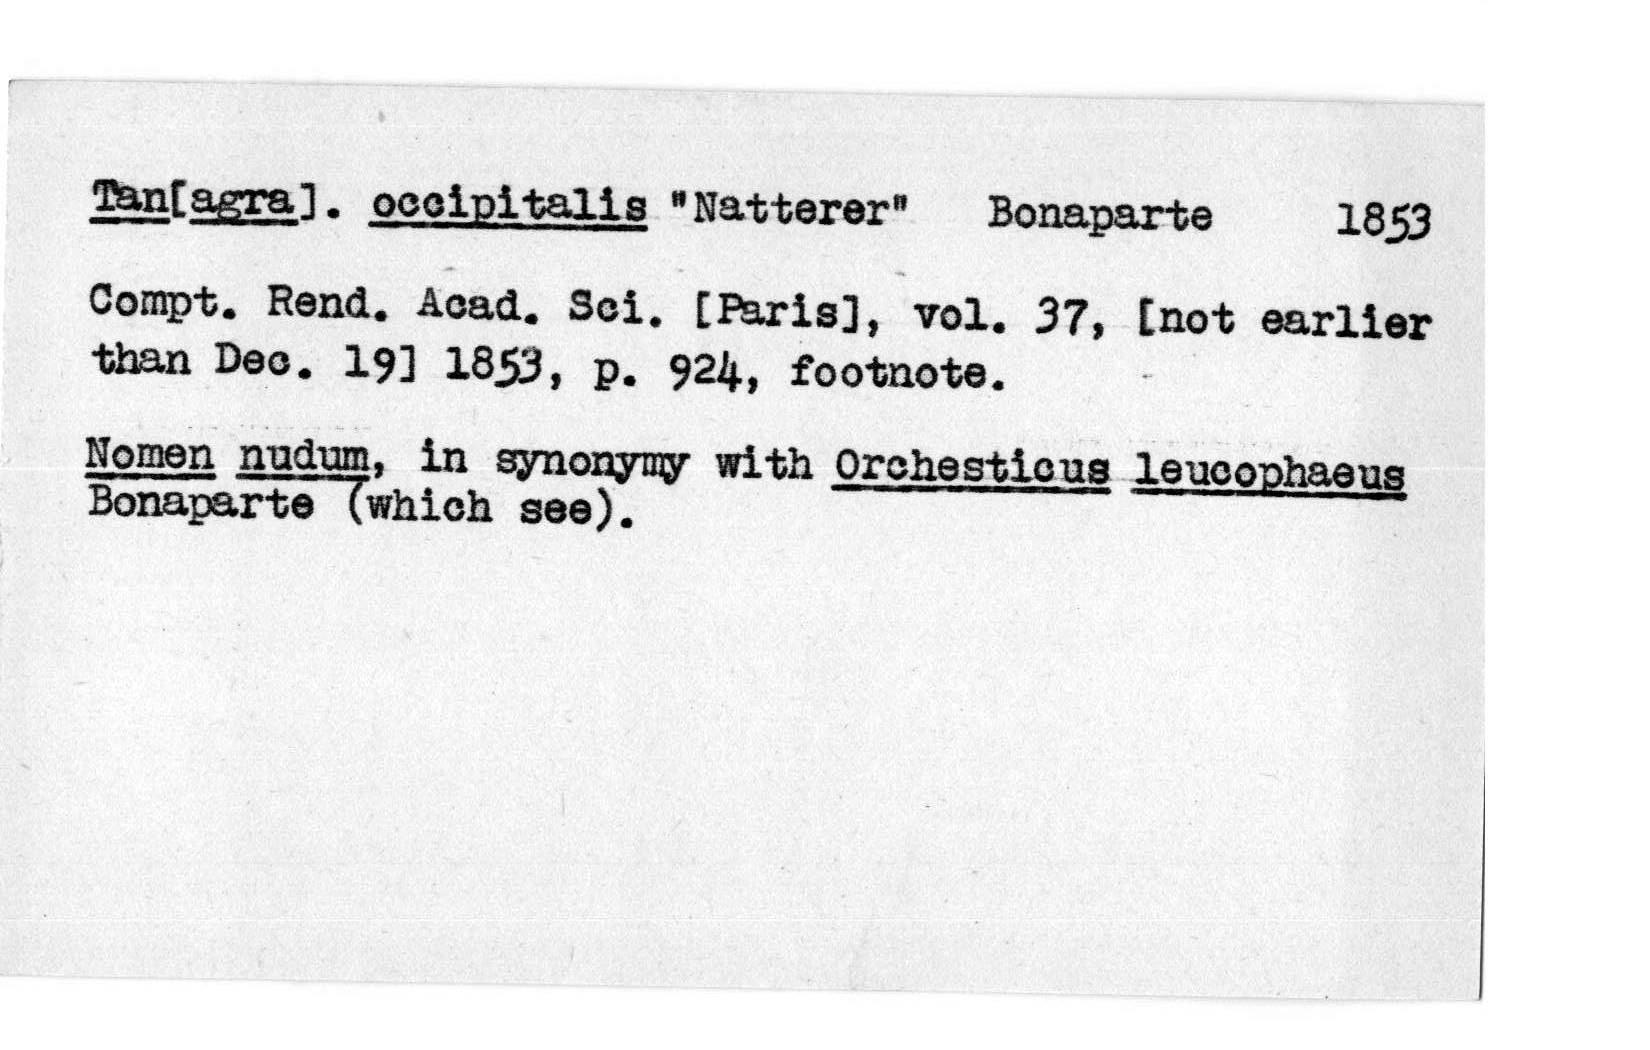 Tan[agra]. occipitalis "Natterer" Bonaparte 1853
Compt. Rend. Acad. Sci. [Paris], vol. 37, [not earlier
than Dec. 19] 1853, p. 924, footnote.
Nomen nudum, in synonymy with Orchesticus leucophaeus
Bonaparte (which see).